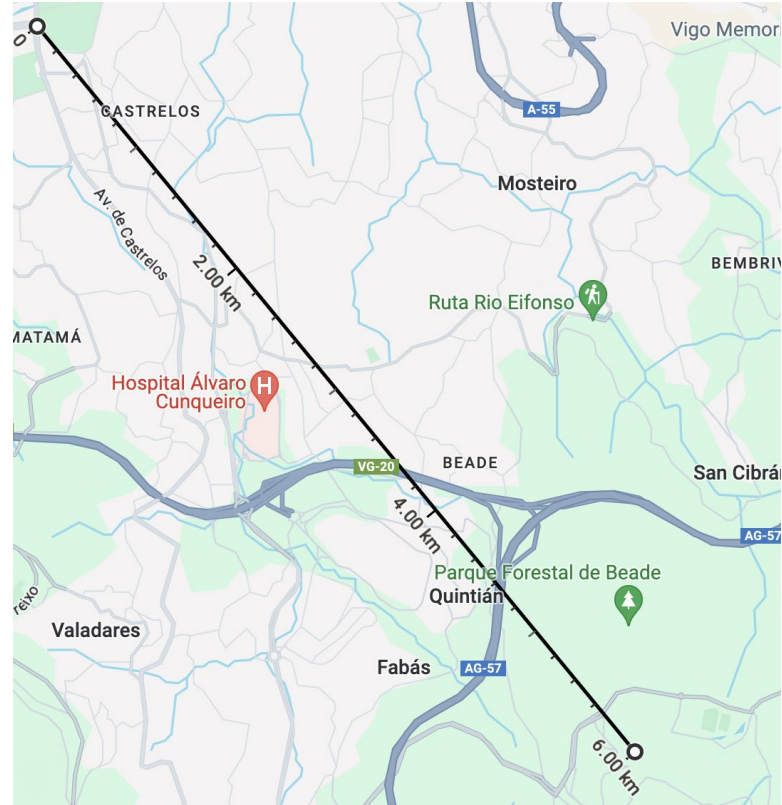 Vigo Memori
0
CASTRELOS
A-55
Mosteiro
Av. de Castrelos
BEMBRIV
2.00 km
Ruta Rio Eifonso
MATAMÁ
Hospital Álvaro
Cunqueiro
H
VG-20
BEADE
San Cibrá
4.00 km
AG-57
Parque Forestal de Beade
Quintián
reixo
Valadares
Fabás
AG-57
6.00 km